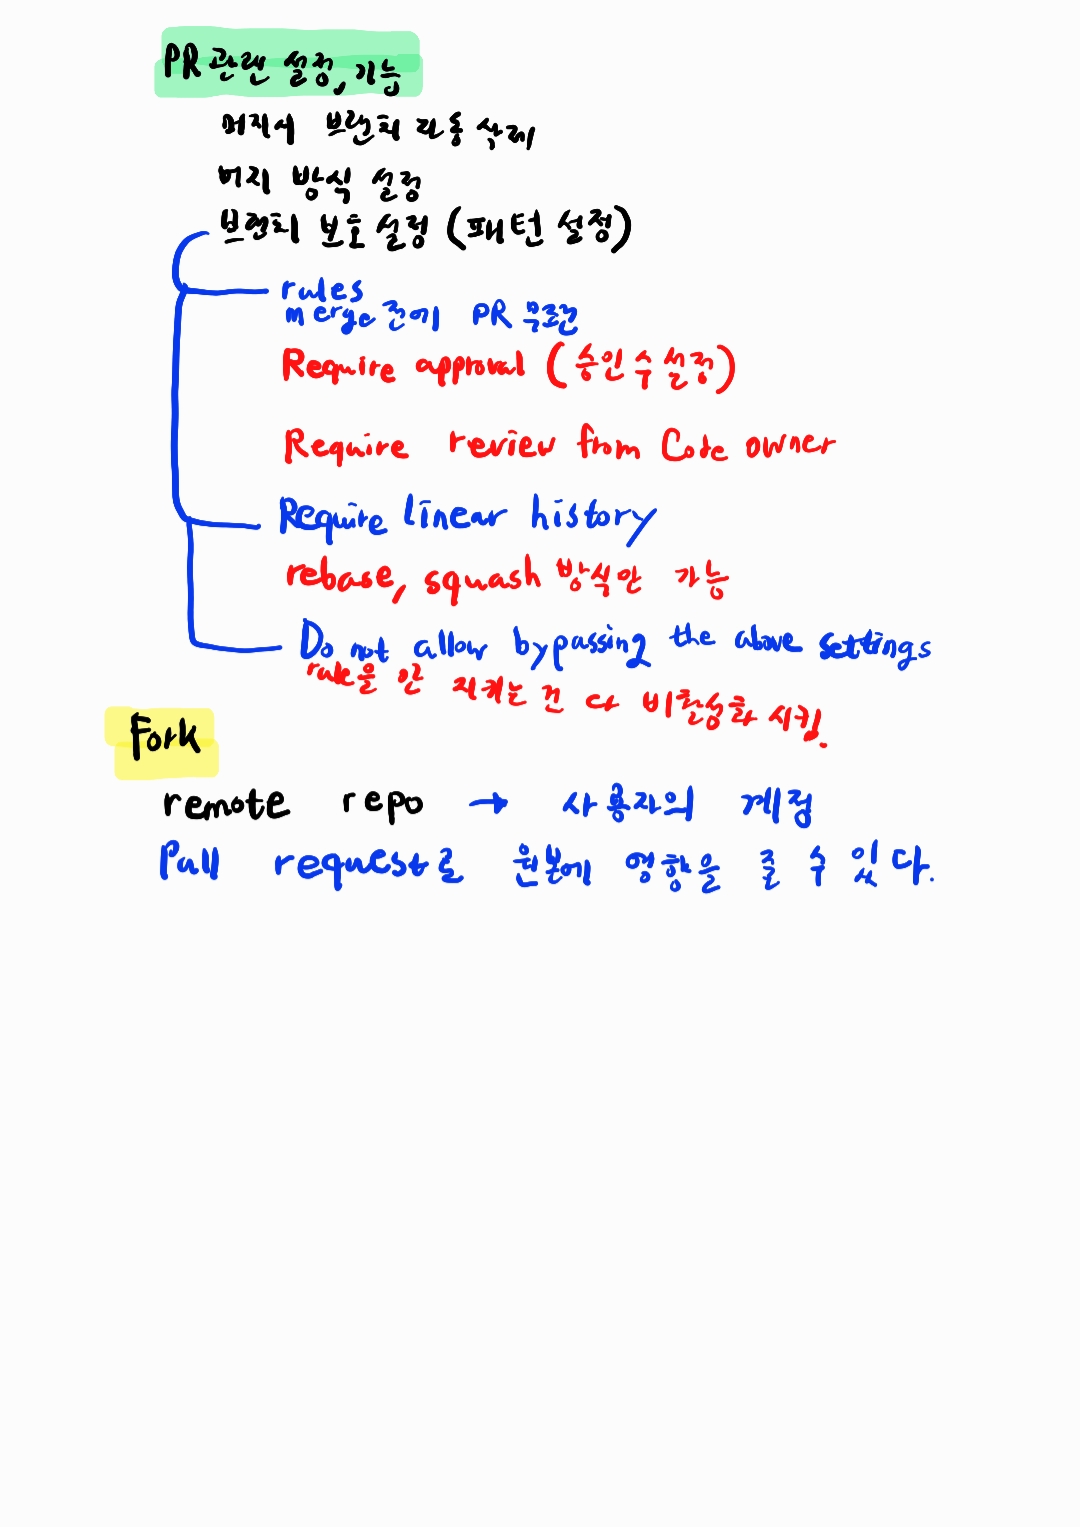 PR 관련 설정, 기능
머지시 브랜치 자동 삭제
머지 방식 설정
브랜치 보호 설정 (패턴 설정)
rules
merge 전에 PR 무조건
Require approval (승인 수 설정)
Require review from Code owner
Require linear history
rebase, squash 방식만 가능
Do not allow bypassing the above settings
rule을 안 지키는 건 다 비활성화 시킴.
Fork
remote repo → 사용자의 계정
Pull request로 원본에 영향을 줄 수 있다.